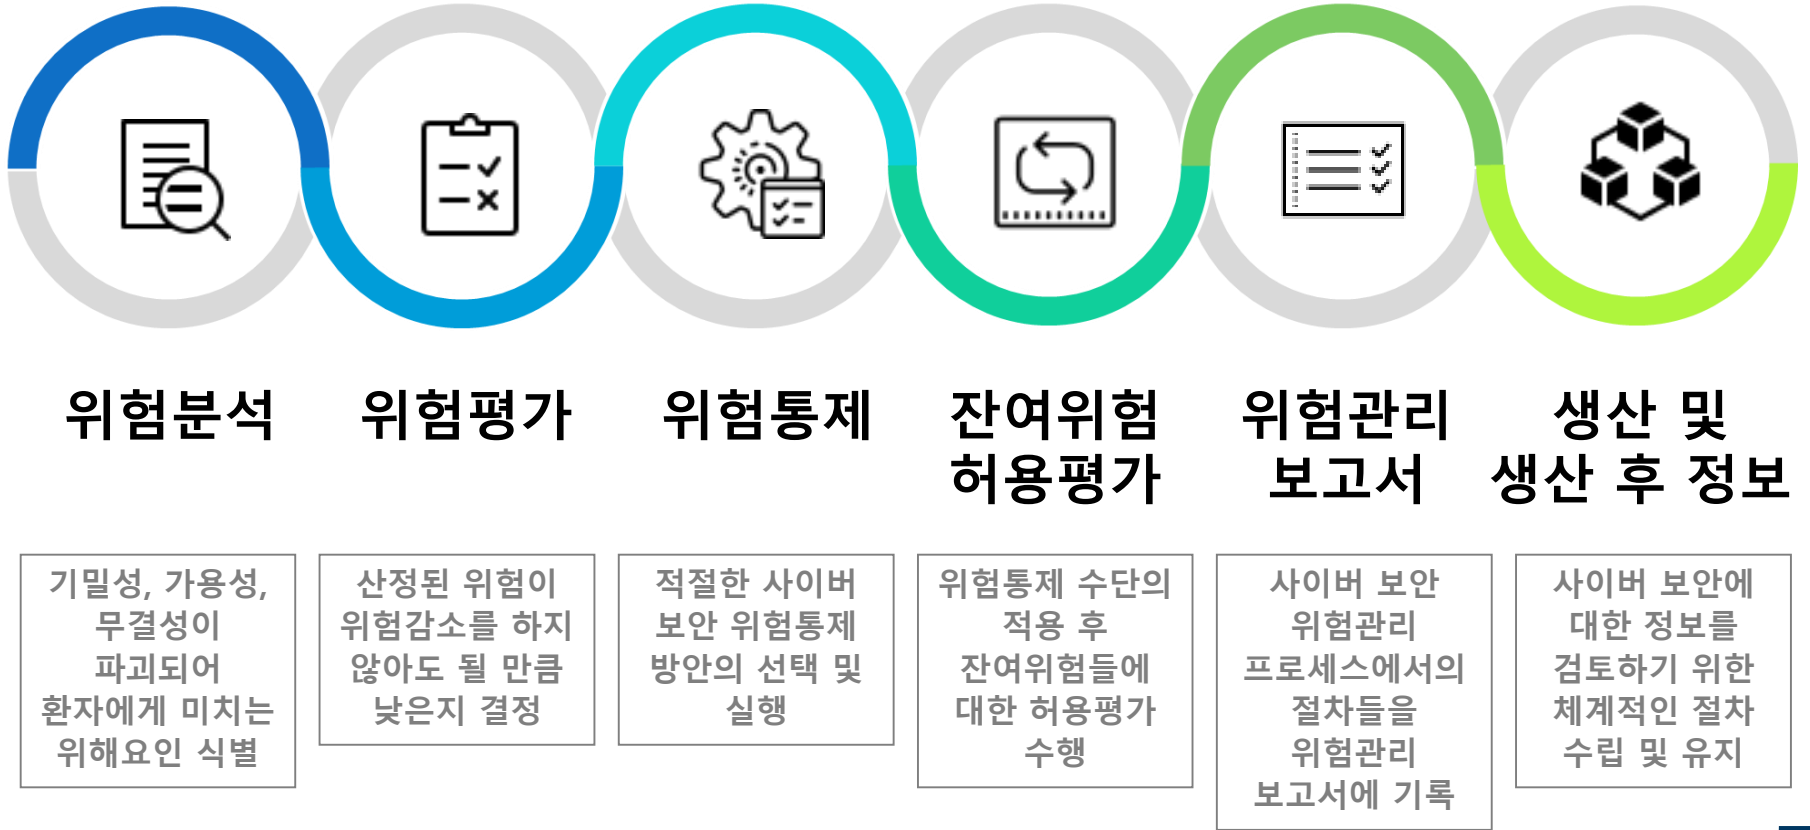 위험분석
위험평가
위험통제
잔여위험
허용평가
위험관리
보고서
생산 및
생산 후 정보
기밀성, 가용성,
무결성이
파괴되어
환자에게 미치는
위해요인 식별
산정된 위험이
위험감소를 하지
않아도 될 만큼
낮은지 결정
적절한 사이버
보안 위험통제
방안의 선택 및
실행
위험통제 수단의
적용 후
잔여위험들에
대한 허용평가
수행
사이버 보안
위험관리
프로세스에서의
절차들을
위험관리
보고서에 기록
사이버 보안에
대한 정보를
검토하기 위한
체계적인 절차
수립 및 유지